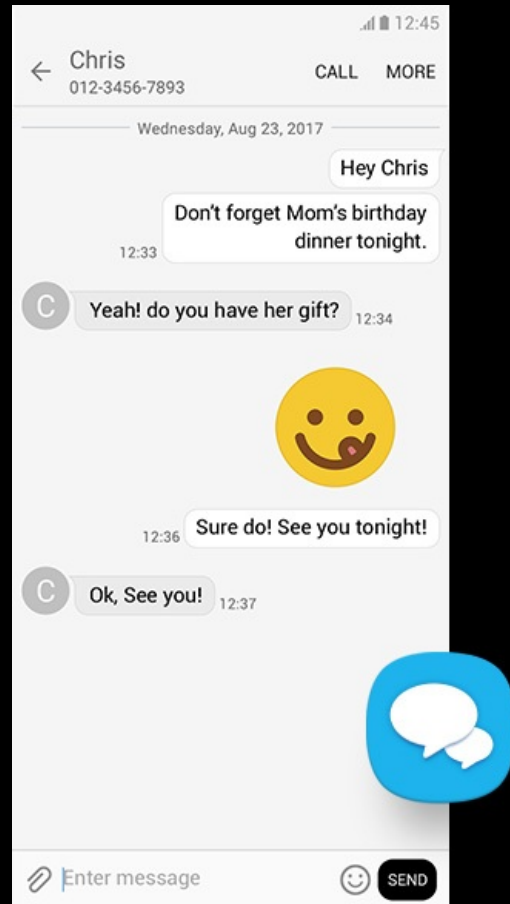 12:45
Chris
012-3456-7893
CALL MORE
Wednesday, Aug 23, 2017
Hey Chris
Don't forget Mom's birthday
dinner tonight.
12:33
C
Yeah! do you have her gift?
12:34
12:36
Sure do! See you tonight!
C
Ok, See you!
12:37
Enter message
SEND